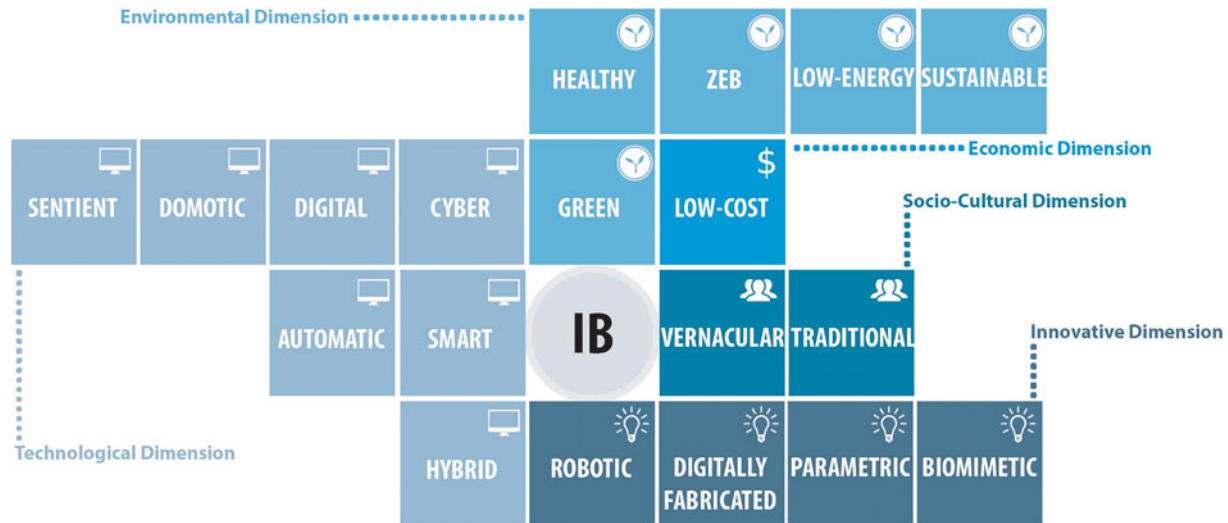 Environmental Dimension
HEALTHY
ZEB
LOW-ENERGY
SUSTAINABLE
SENTIENT
DOMOTIC
DIGITAL
CYBER
GREEN
$
LOW-COST
Economic Dimension
Socio-Cultural Dimension
AUTOMATIC
SMART
IB
VERNACULAR
TRADITIONAL
Innovative Dimension
Technological Dimension
HYBRID
ROBOTIC
DIGITALLY
FABRICATED
PARAMETRIC
BIOMIMETIC